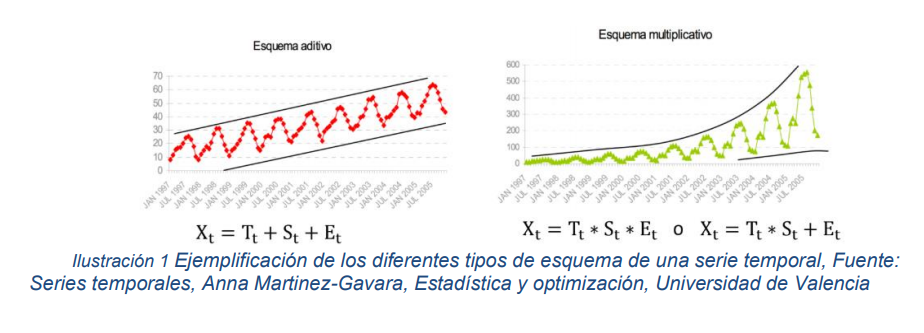 Esquema aditivo
70
60
50
40
30
20
10
0
JAN 1997
JUL 1997
JAN 1998
JUL 1998
JAN 1999
JUL 1999
JAN 2000
JUL 2000
JAN 2001
JUL 2001
JAN 2002
JUL 2002
JAN 2003
JUL 2003
JAN 2004
JUL 2004
JAN 2005
JUL 2005
X_t = T_t + S_t + E_t
Esquema multiplicativo
600
500
400
300
200
100
0
JAN 1997
JUL 1997
JAN 1998
JUL 1998
JAN 1999
JUL 1999
JAN 2000
JUL 2000
JAN 2001
JUL 2001
JAN 2002
JUL 2002
JAN 2003
JUL 2003
JAN 2004
JUL 2004
JAN 2005
JUL 2005
X_t = T_t * S_t * E_t o X_t = T_t * S_t + E_t
Ilustración 1 Ejemplificación de los diferentes tipos de esquema de una serie temporal, Fuente:
Series temporales, Anna Martinez-Gavara, Estadística y optimización, Universidad de Valencia